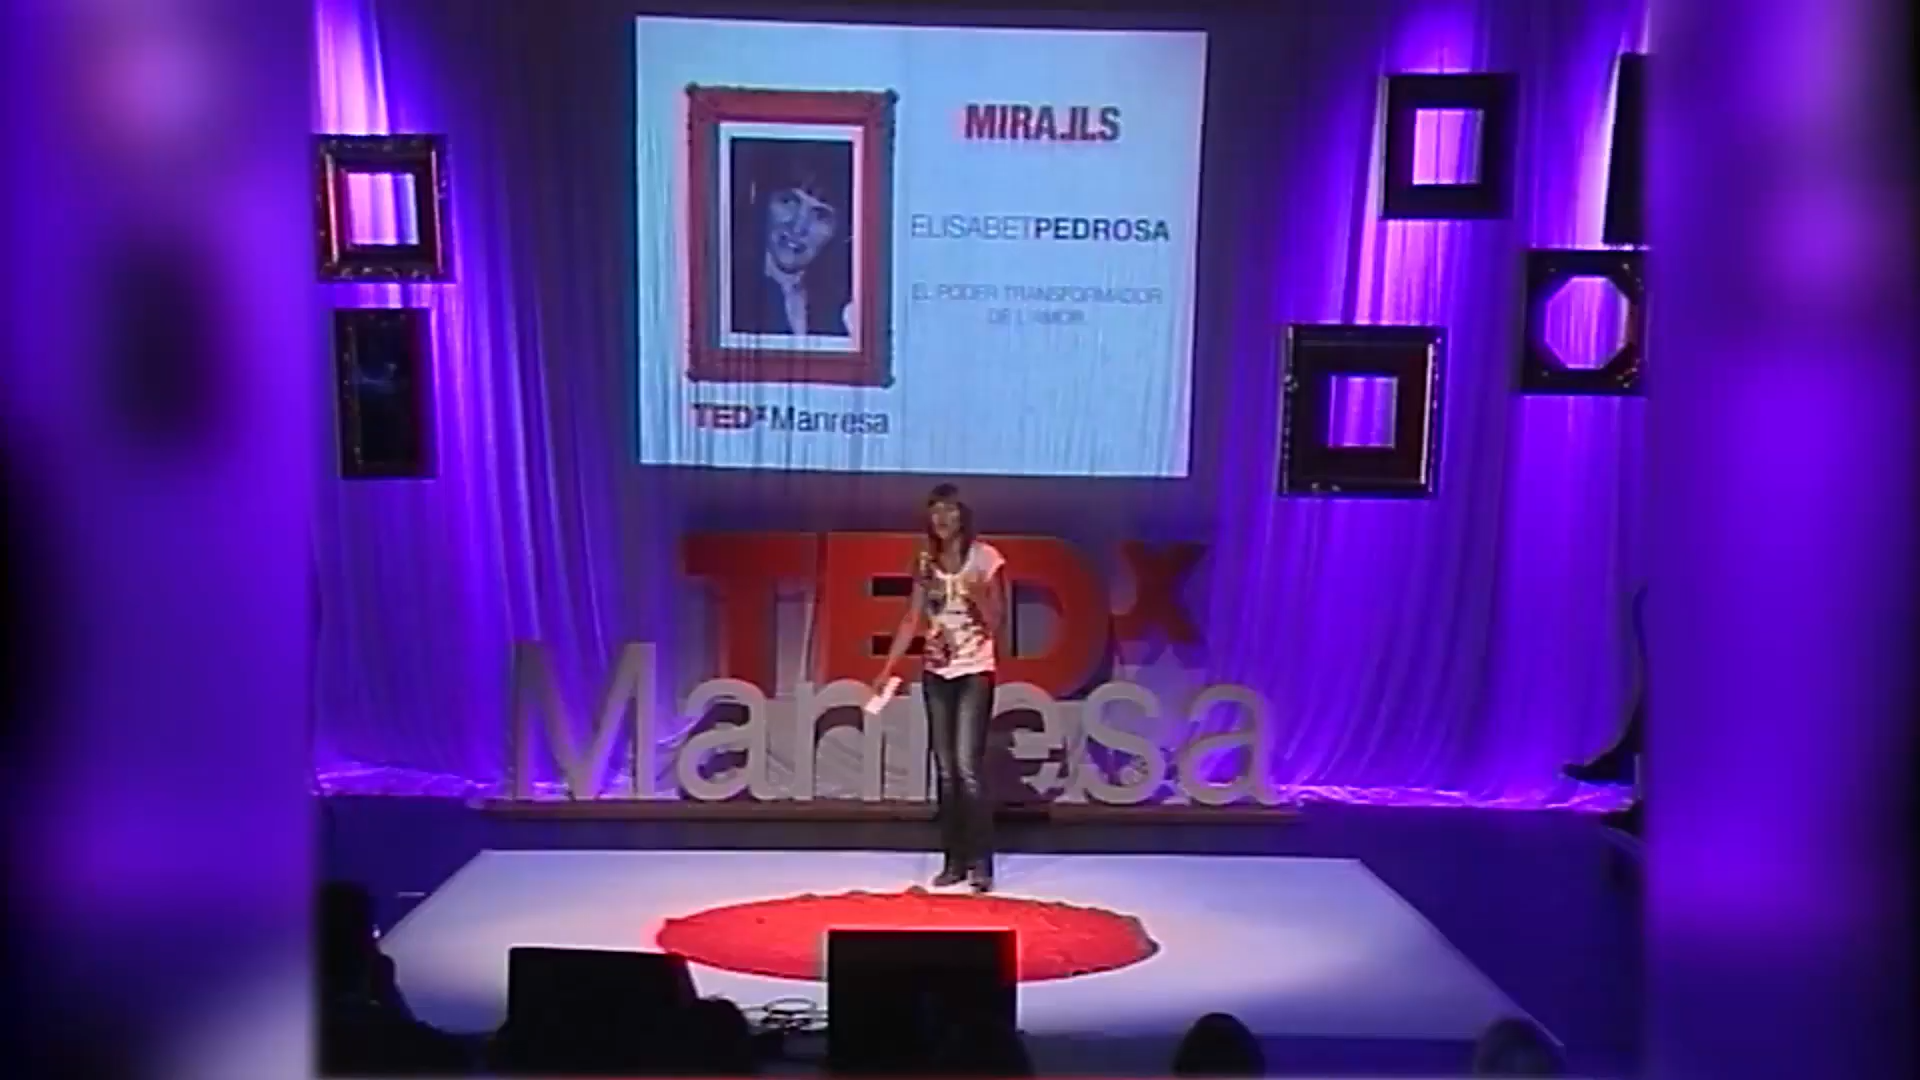 MIRALLS
ELISABETPEDROSA
EL PODER TRANSFORMADOR
DE L'AMOR
TEDxManresa
TEDx
Manresa